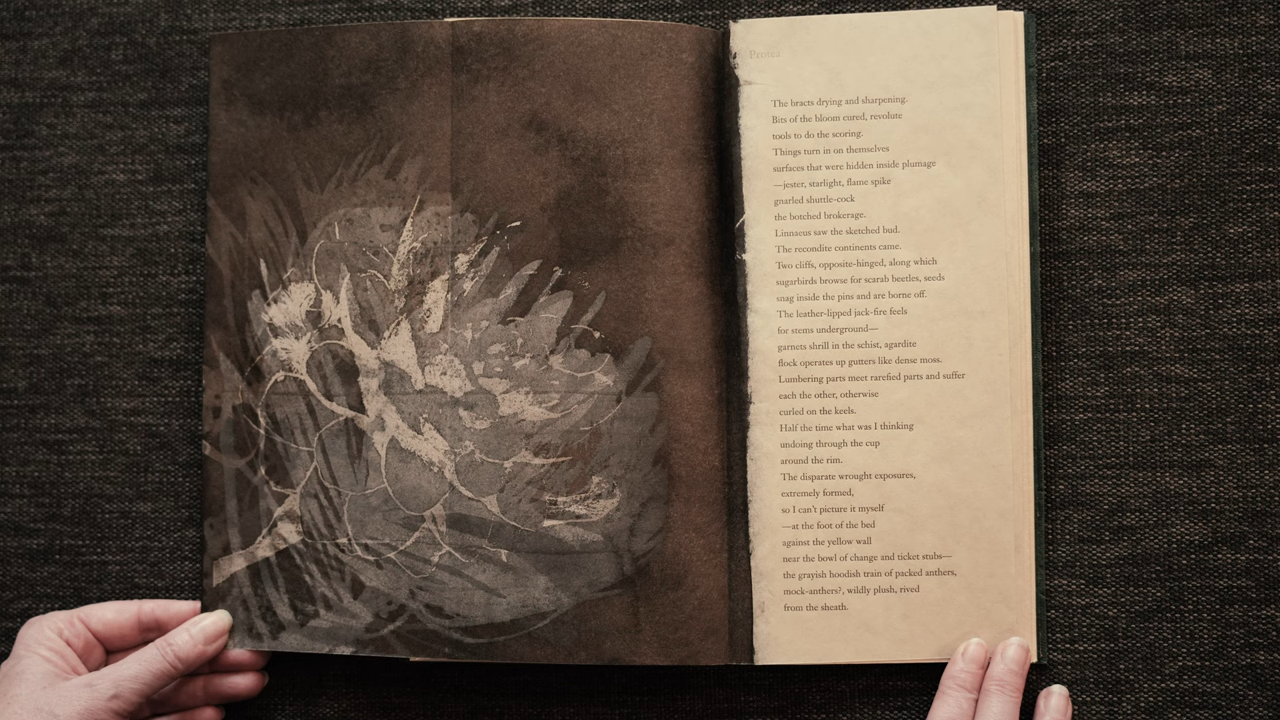 Protea
The bracts drying and sharpening.
Bits of the bloom cured, revolute
tools to do the scoring.
Things turn in on themselves
surfaces that were hidden inside plumage
—jester, starlight, flame spike
gnarled shuttle-cock
the botched brokerage.
Linnaeus saw the sketched bud.
The recondite continents came.
Two cliffs, opposite-hinged, along which
sugarbirds browse for scarab beetles, seeds
snag inside the pins and are borne off.
The leather-lipped jack-fire feels
for stems underground—
garnets shrill in the schist, agardite
flock operates up gutters like dense moss.
Lumbering parts meet rarefied parts and suffer
each the other, otherwise
curled on the keels.
Half the time what was I thinking
undoing through the cup
around the rim.
The disparate wrought exposures,
extremely formed,
so I can't picture it myself
—at the foot of the bed
against the yellow wall
near the bowl of change and ticket stubs—
the grayish hoodish train of packed anthers,
mock-anthers?, wildly plush, rived
from the sheath.